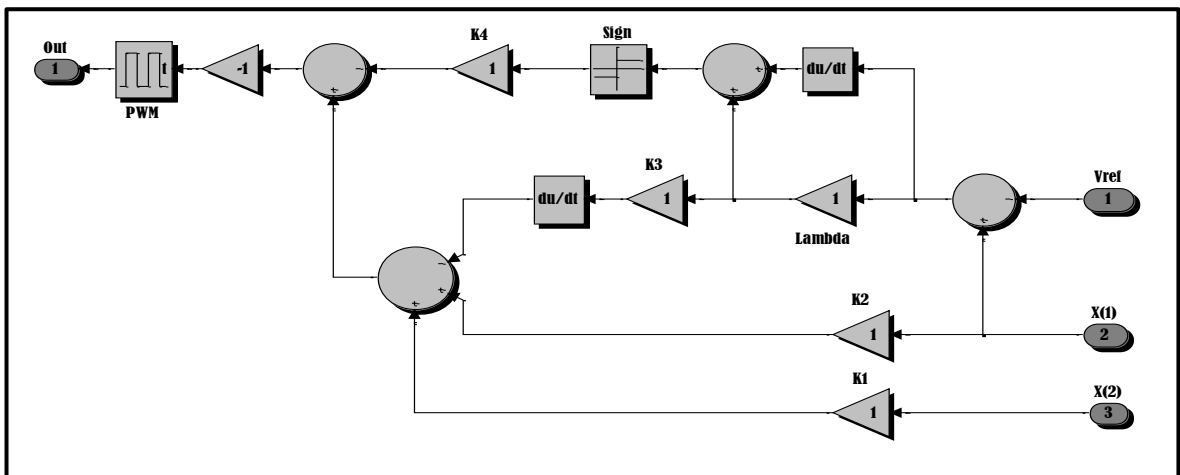 Out
1
t
PWM
-1
K4
1
Sign
du/dt
K3
1
du/dt
1
Lambda
Vref
1
K2
1
X(1)
2
K1
1
X(2)
3